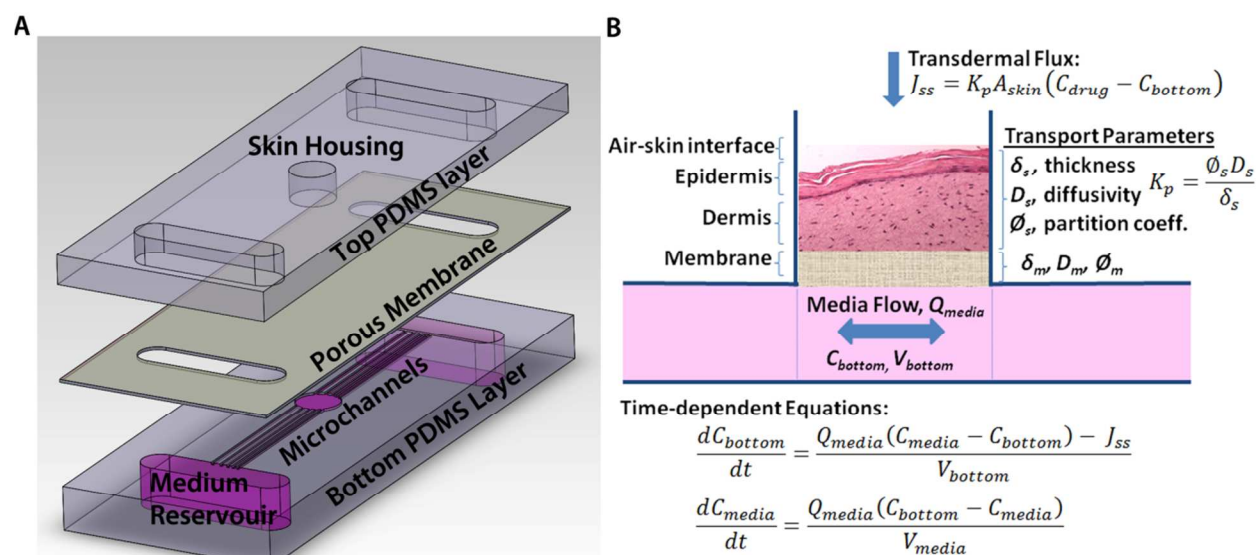 A
Skin Housing
Top PDMS layer
Porous Membrane
Microchannels
Bottom PDMS Layer
Medium
Reservouir
B
Transdermal Flux:
J_ss = K_p A_skin (C_drug − C_bottom)
Air-skin interface
Epidermis
Dermis
Membrane
Transport Parameters
δ_s, thickness
D_s, diffusivity
Ø_s, partition coeff.
K_p = Ø_s D_s / δ_s
δ_m, D_m, Ø_m
Media Flow, Q_media
C_bottom, V_bottom
Time-dependent Equations:
dC_bottom / dt = Q_media (C_media − C_bottom) − J_ss / V_bottom
dC_media / dt = Q_media (C_bottom − C_media) / V_media